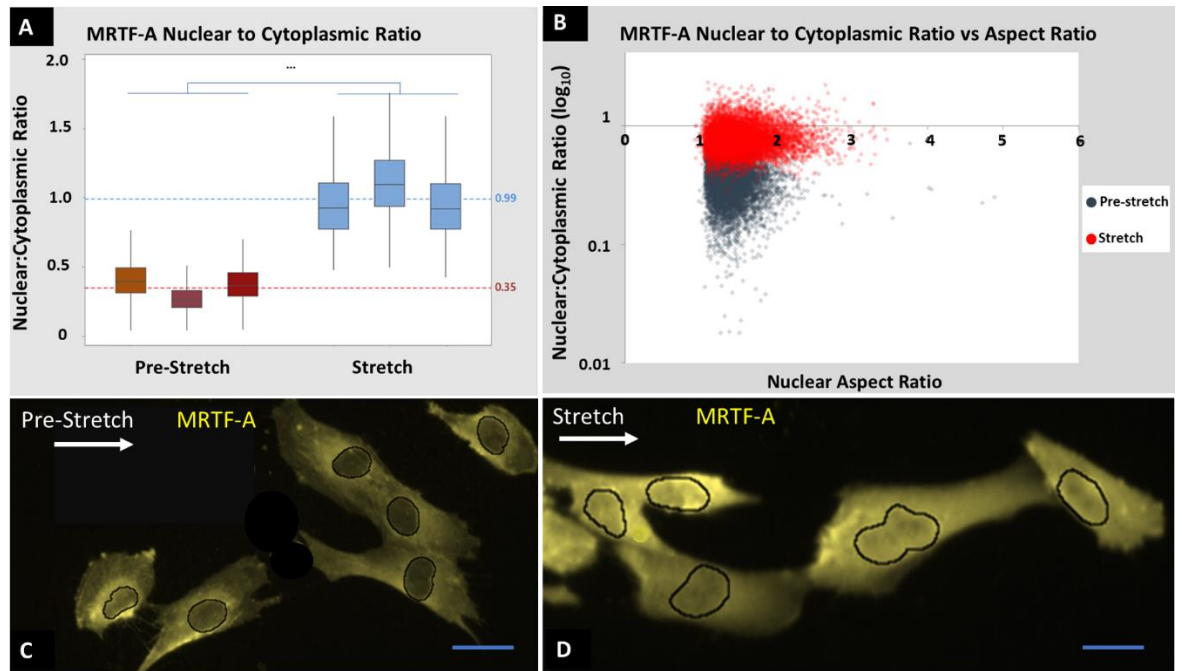 A
MRTF-A Nuclear to Cytoplasmic Ratio
Nuclear:Cytoplasmic Ratio
2.0
1.5
1.0
0.5
0
...
0.99
0.35
Pre-Stretch
Stretch
B
MRTF-A Nuclear to Cytoplasmic Ratio vs Aspect Ratio
Nuclear:Cytoplasmic Ratio (log10)
1
0.1
0.01
0 1 2 3 4 5 6
Nuclear Aspect Ratio
Pre-stretch
Stretch
Pre-Stretch MRTF-A
C
Stretch MRTF-A
D